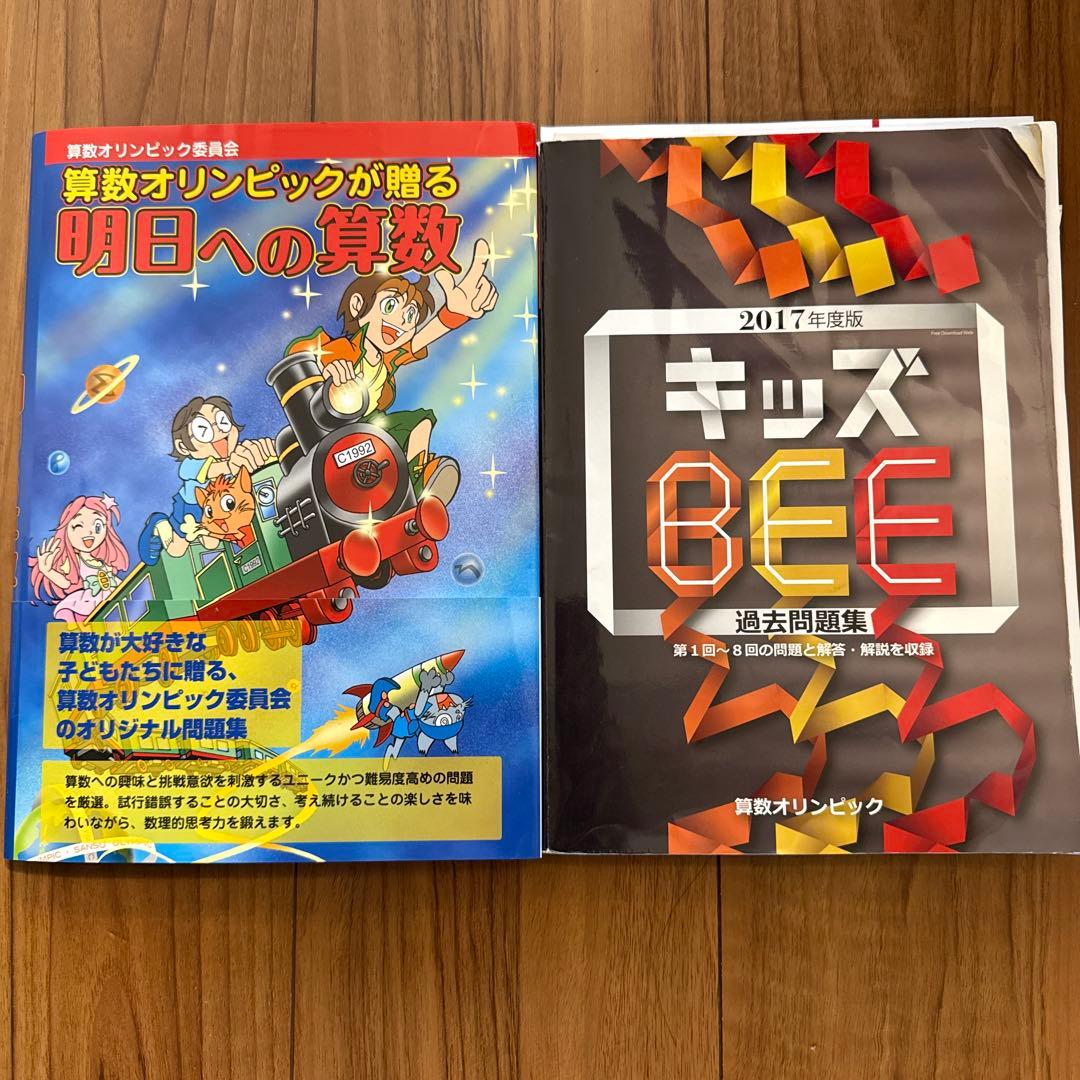 算数オリンピック委員会
算数オリンピックが贈る
明日への算数
C1992
算数が大好きな
子どもたちに贈る、
算数オリンピック委員会
のオリジナル問題集
算数への興味と挑戦意欲を刺激するユニークかつ難易度高めの問題
を厳選。試行錯誤することの大切さ、考え続けることの楽しさを味
わいながら、数理的思考力を鍛えます。
2017年度版
Free Download Web
キッズ
BEE
過去問題集
第1回～8回の問題と解答・解説を収録
算数オリンピック